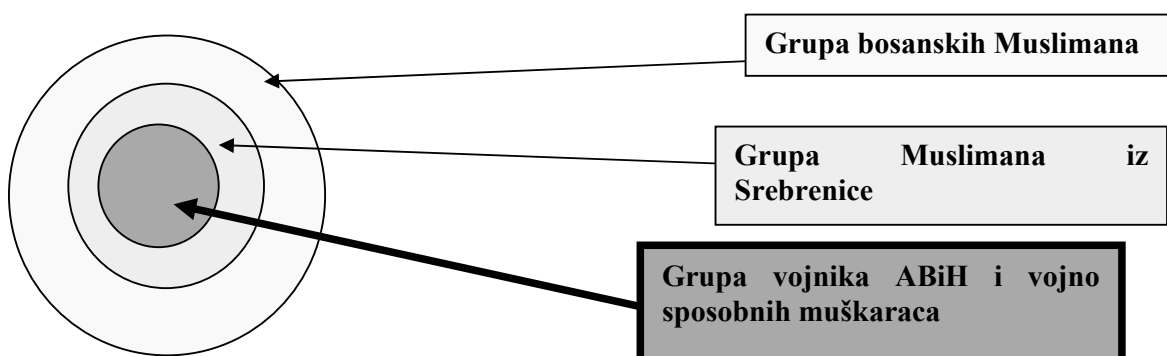 Grupa bosanskih Muslimana
Grupa Muslimana iz
Srebrenice
Grupa vojnika ABiH i vojno
sposobnih muškaraca